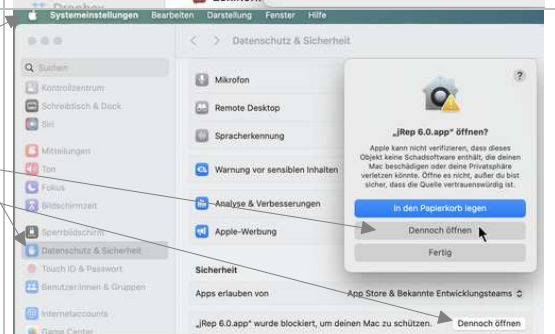 Dropbox
Systemeinstellungen Bearbeiten Darstellung Fenster Hilfe
Datenschutz & Sicherheit
Suchen
Kontrollzentrum
Schreibtisch & Dock
Siri
Mitteilungen
Ton
Fokus
Bildschirmzeit
Sperrbildschirm
Datenschutz & Sicherheit
Touch ID & Passwort
Benutzer:innen & Gruppen
Internetaccounts
Game Center
Mikrofon
Remote Desktop
Spracherkennung
Warnung vor sensiblen Inhalten
Analyse & Verbesserungen
Apple-Werbung
Sicherheit
Apps erlauben von App Store & Bekannte Entwicklungsteams
„jRep 6.0.app“ wurde blockiert, um deinen Mac zu schützen. Dennoch öffnen
?
„jRep 6.0.app“ öffnen?
Apple kann nicht verifizieren, dass dieses
Objekt keine Schadsoftware enthält, die deinen
Mac beschädigen oder deine Privatsphäre
verletzen könnte. Öffne es nicht, außer du bist
sicher, dass die Quelle vertrauenswürdig ist.
In den Papierkorb legen
Dennoch öffnen
Fertig